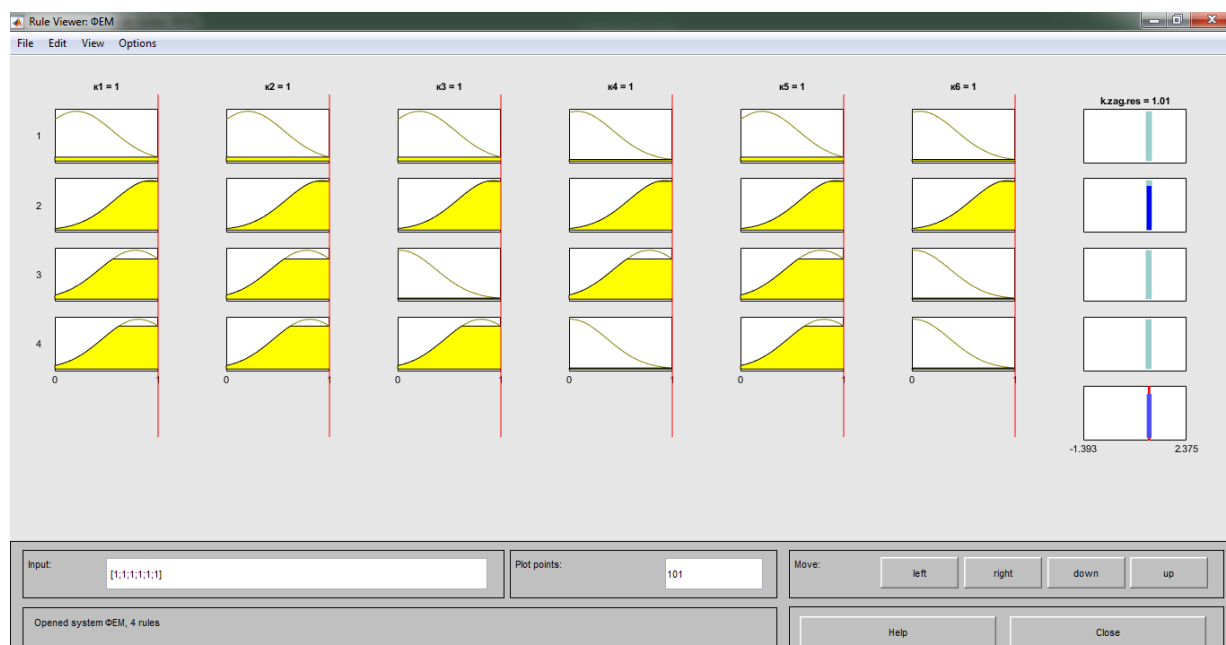 Rule Viewer: ФЕМ
File Edit View Options
к1 = 1 к2 = 1 к3 = 1 к4 = 1 к5 = 1 к6 = 1 k.zag.res = 1.01
1
2
3
4
0 1 0 1 0 1 0 1 0 1 0 1
-1.393 2.375
Input: [1;1;1;1;1;1] Plot points: 101 Move: left right down up
Opened system ФЕМ, 4 rules Help Close